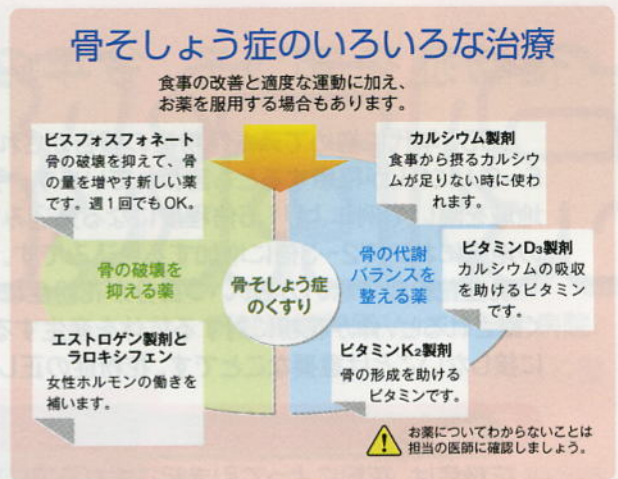 骨そしょう症のいろいろな治療
食事の改善と適度な運動に加え、
お薬を服用する場合もあります。
ビスフォスフォネート
骨の破壊を抑えて、骨
の量を増やす新しい薬
です。週1回でもOK。
カルシウム製剤
食事から摂るカルシウ
ムが足りない時に使わ
れます。
骨の破壊を
抑える薬
骨そしょう症
のくすり
骨の代謝
バランスを
整える薬
ビタミンD₃製剤
カルシウムの吸収
を助けるビタミン
です。
エストロゲン製剤と
ラロキシフェン
女性ホルモンの働きを
補います。
ビタミンK₂製剤
骨の形成を助ける
ビタミンです。
お薬についてわからないことは
担当の医師に確認しましょう。